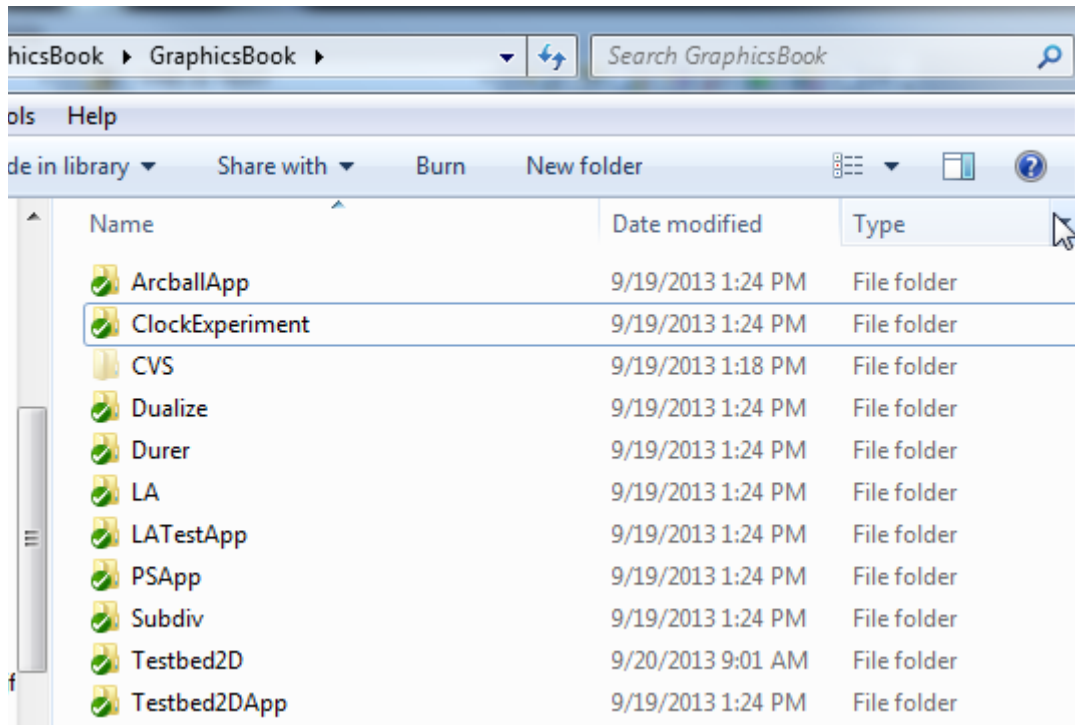 hicsBook ▸ GraphicsBook ▸ Search GraphicsBook
ols Help
de in library Share with Burn New folder
Name Date modified Type
ArcballApp 9/19/2013 1:24 PM File folder
ClockExperiment 9/19/2013 1:24 PM File folder
CVS 9/19/2013 1:18 PM File folder
Dualize 9/19/2013 1:24 PM File folder
Durer 9/19/2013 1:24 PM File folder
LA 9/19/2013 1:24 PM File folder
LATestApp 9/19/2013 1:24 PM File folder
PSApp 9/19/2013 1:24 PM File folder
Subdiv 9/19/2013 1:24 PM File folder
Testbed2D 9/20/2013 9:01 AM File folder
f
Testbed2DApp 9/19/2013 1:24 PM File folder